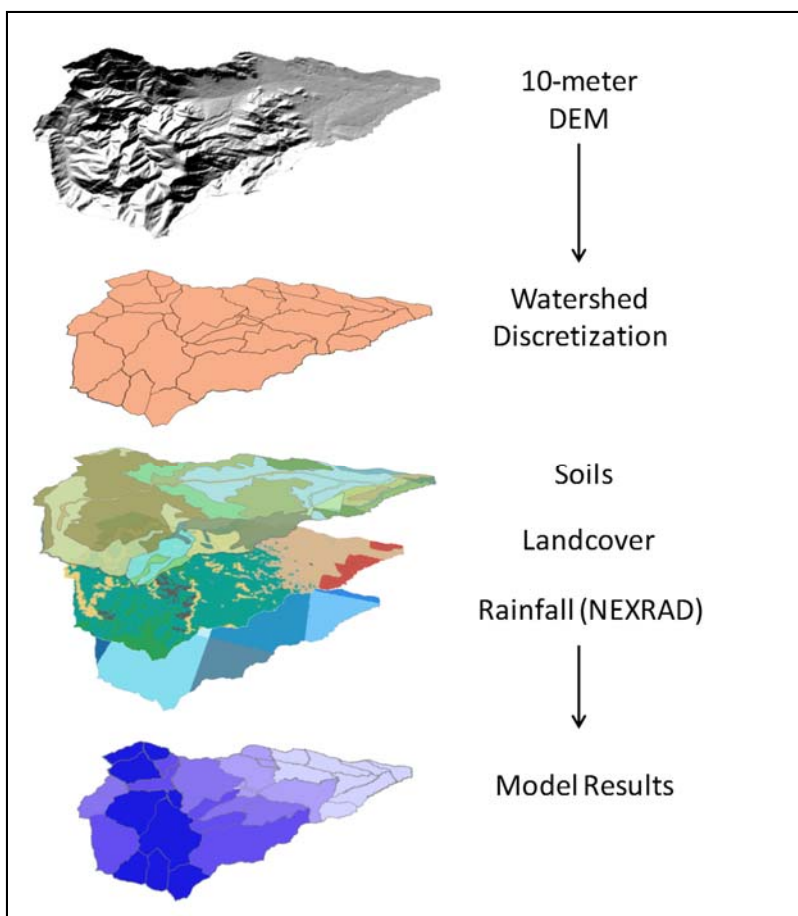 10-meter
DEM
Watershed
Discretization
Soils
Landcover
Rainfall (NEXRAD)
Model Results